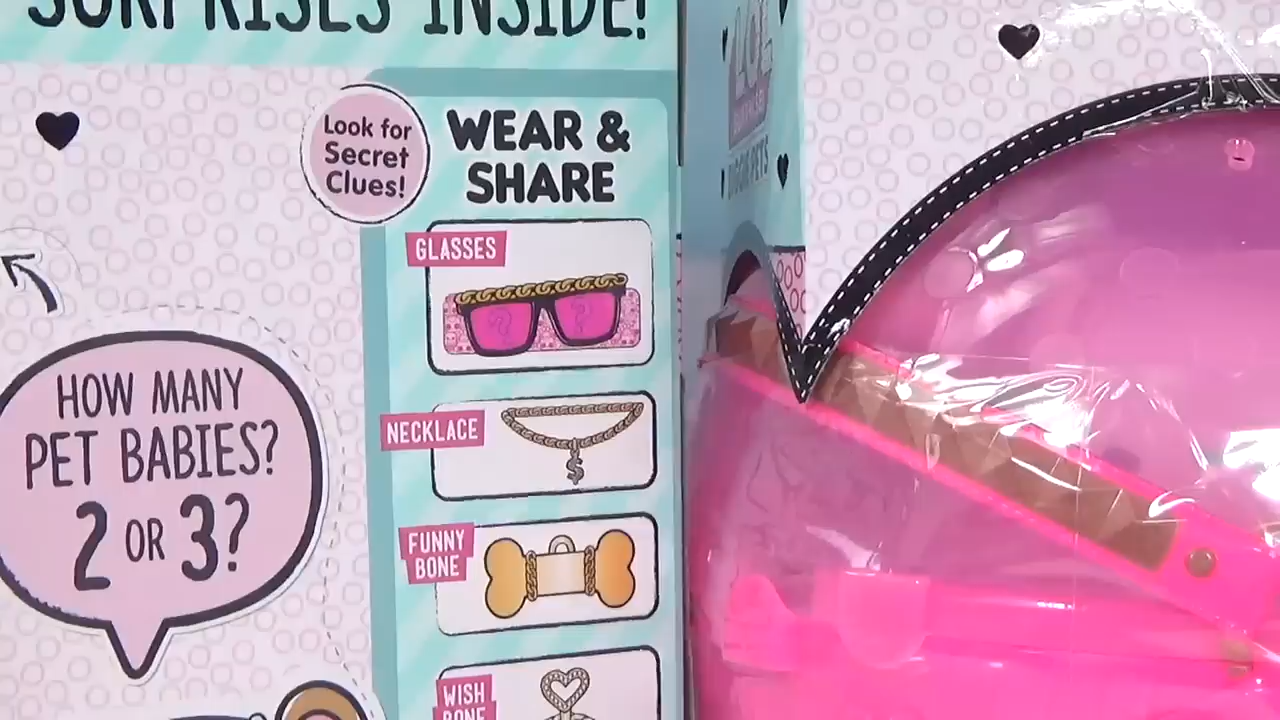 SURPRISES INSIDE!
Look for
Secret
Clues!
WEAR &
SHARE
GLASSES
NECKLACE
FUNNY
BONE
WISH
BONE
HOW MANY
PET BABIES?
2 OR 3?